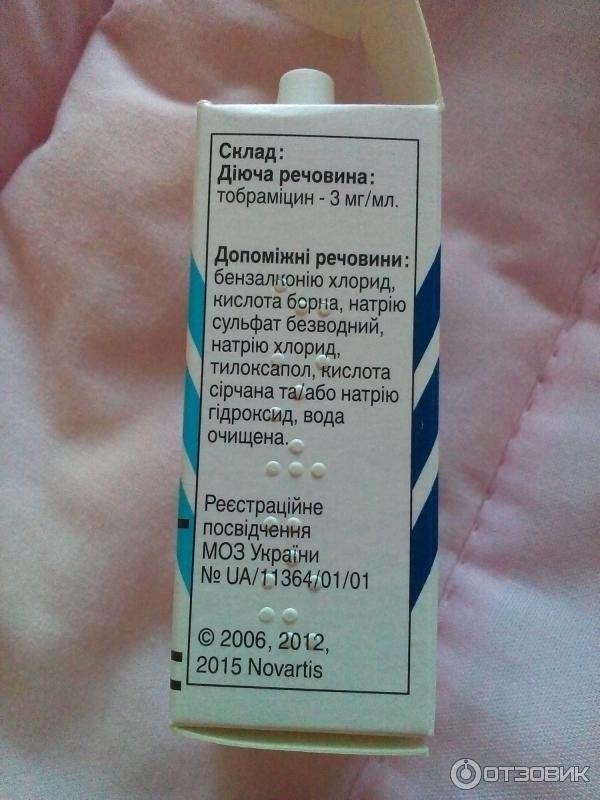 Склад:
Діюча речовина:
тобраміцин - 3 мг/мл.
Допоміжні речовини:
бензалконію хлорид,
кислота борна, натрію
сульфат безводний,
натрію хлорид,
тилоксапол, кислота
сірчана та/або натрію
гідроксид, вода
очищена.
Реєстраційне
посвідчення
МОЗ України
№ UA/11364/01/01
© 2006, 2012,
2015 Novartis
ОТЗОВИК